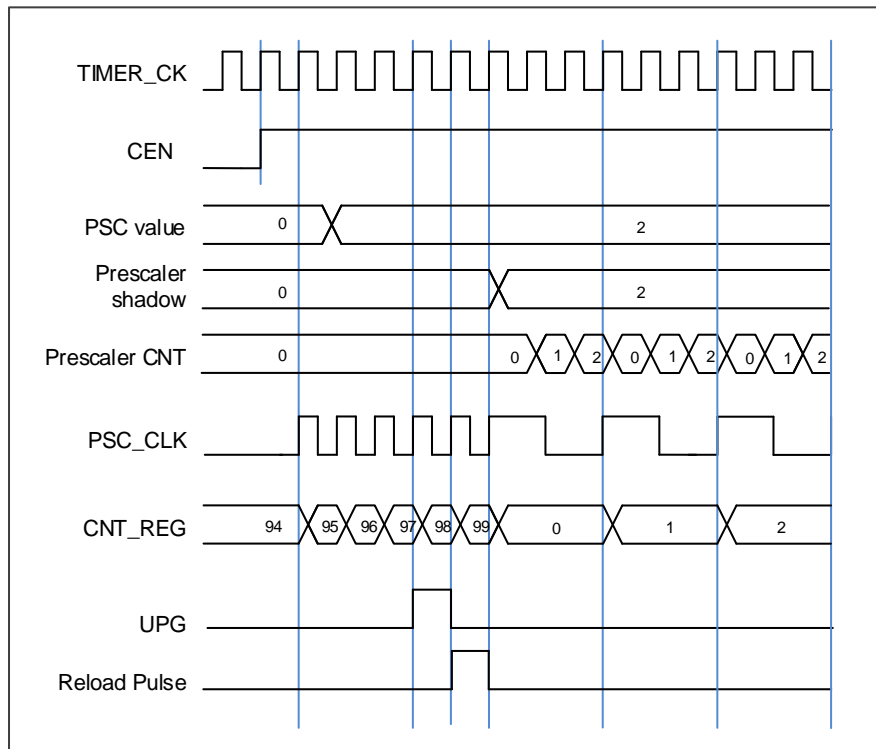 TIMER_CK
CEN
PSC value 0 2
Prescaler
shadow 0 2
Prescaler CNT 0 0 1 2 0 1 2 0 1 2
PSC_CLK
CNT_REG 94 95 96 97 98 99 0 1 2
UPG
Reload Pulse